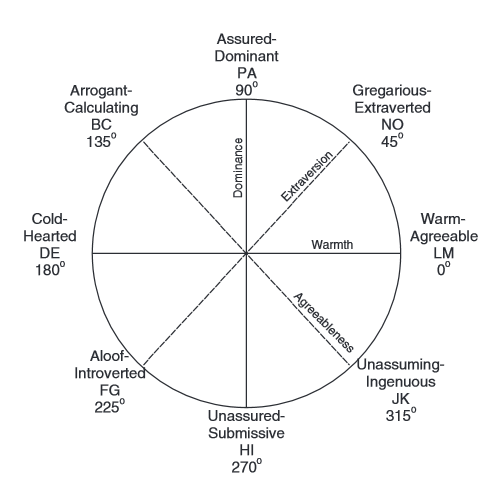 Assured-
Dominant
PA
90°
Arrogant-
Calculating
BC
135°
Gregarious-
Extraverted
NO
45°
Dominance
Extraversion
Cold-
Hearted
DE
180°
Warmth
Warm-
Agreeable
LM
0°
Agreeableness
Aloof-
Introverted
FG
225°
Unassuming-
Ingenuous
JK
315°
Unassured-
Submissive
HI
270°